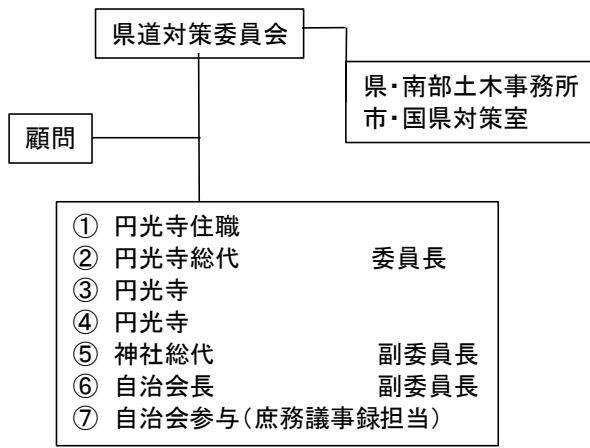 県道対策委員会
県・南部土木事務所
市・国県対策室
顧問
① 円光寺住職
② 円光寺総代 委員長
③ 円光寺
④ 円光寺
⑤ 神社総代 副委員長
⑥ 自治会長 副委員長
⑦ 自治会参与（庶務議事録担当）